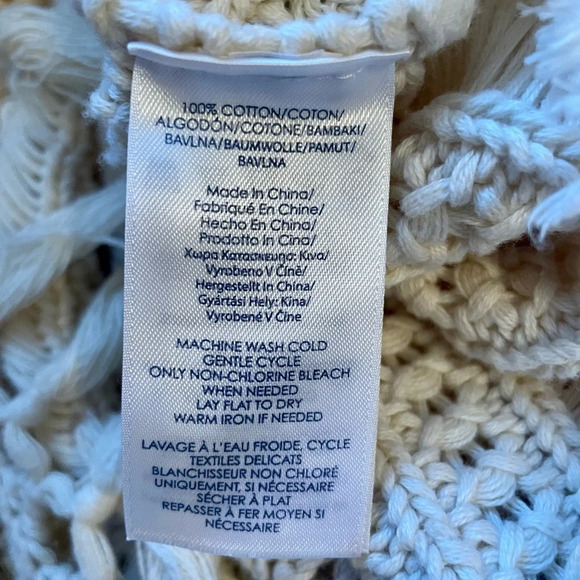 100% COTTON/COTON/
ALGODÓN/COTONE/BAMBAKI/
BAVLNA/BAUMWOLLE/PAMUT/
BAVLNA
Made In China/
Fabriqué En Chine/
Hecho En China/
Prodotto In Cina/
Χωρα Κατασκευησ: Κινα/
Vyrobeno V Číně/
Hergestellt In China/
Gyártási Hely: Kína/
Vyrobené V Číne
MACHINE WASH COLD
GENTLE CYCLE
ONLY NON-CHLORINE BLEACH
WHEN NEEDED
LAY FLAT TO DRY
WARM IRON IF NEEDED
LAVAGE À L'EAU FROIDE, CYCLE
TEXTILES DELICATS
BLANCHISSEUR NON CHLORÉ
UNIQUEMENT, SI NÉCESSAIRE
SÉCHER À PLAT
REPASSER À FER MOYEN SI
NÉCESSAIRE